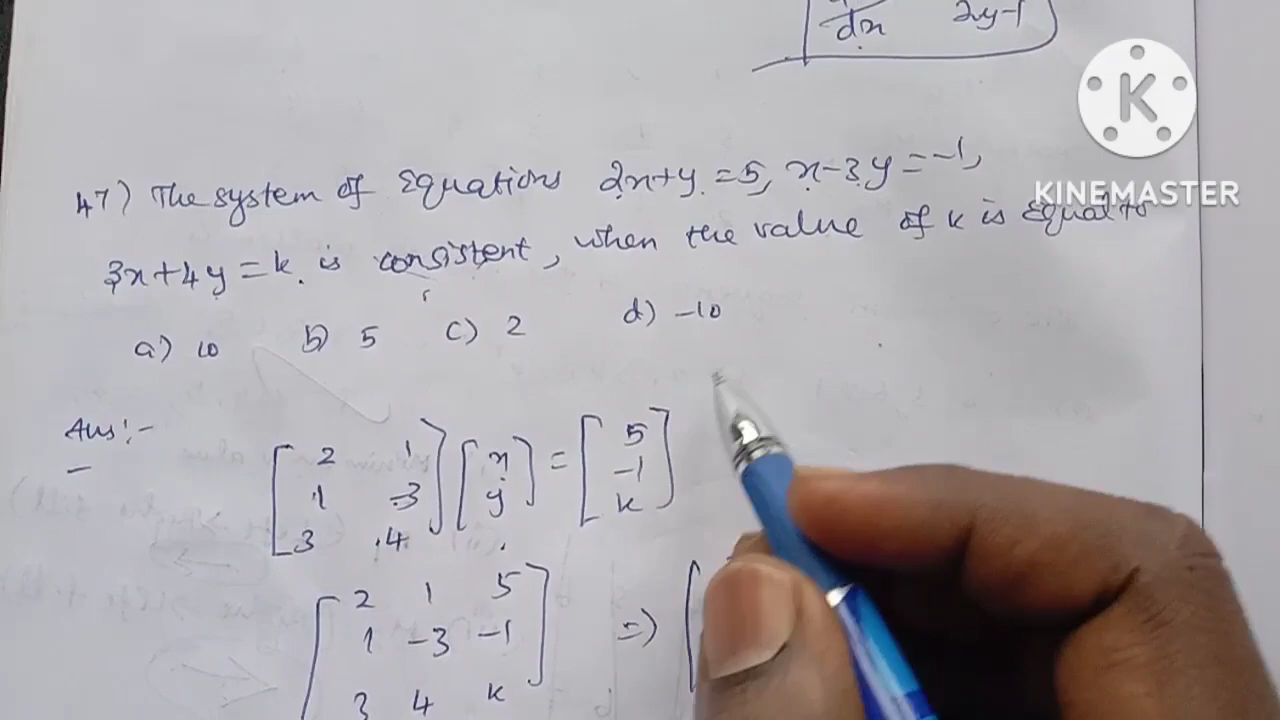 dx 2y-1
K
KINEMASTER
47) The system of Equations 2x+y=5, x-3y=-1,
3x+4y=k. is consistent, when the value of k is Equal to
a) 10 b) 5 c) 2 d) -10
Ans:-
[2 1] [x] = [5]
[1 -3] [y] [-1]
[3 4] [k]
[2 1 5]
[1 -3 -1] => [
[3 4 k]